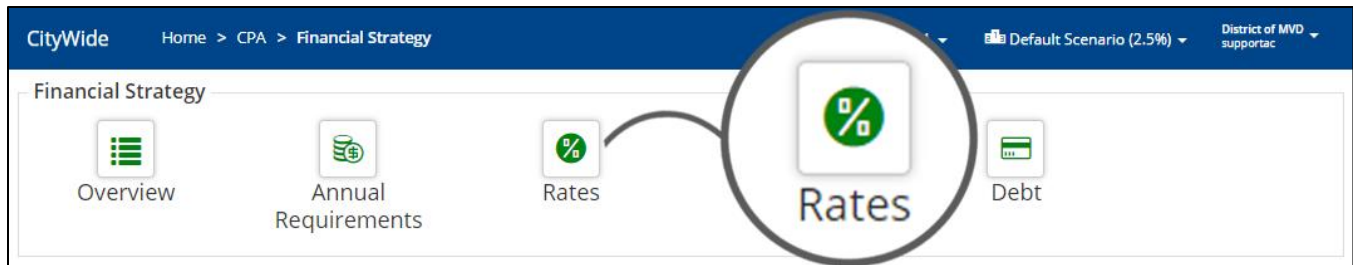 CityWide Home > CPA > Financial Strategy Default Scenario (2.5%) District of MVD
supportac
Financial Strategy
Overview
Annual
Requirements
Rates
Rates
Debt